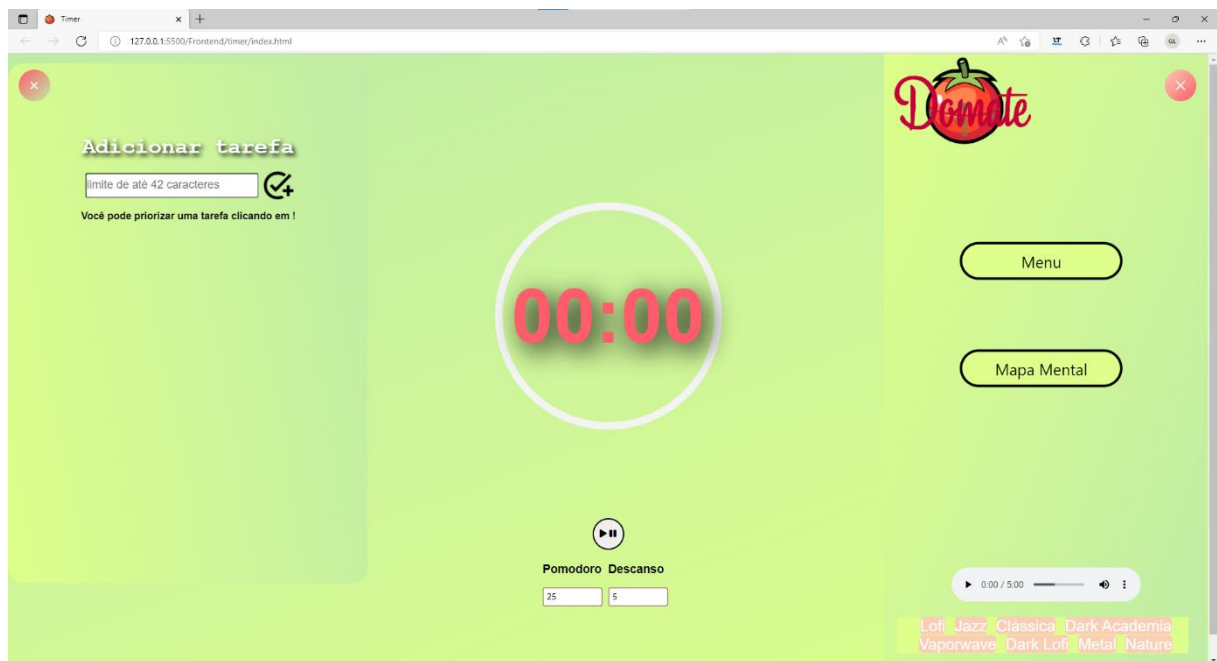 Timer
127.0.0.1:5500/Frontend/timer/index.html
GL
Adicionar tarefa
limite de até 42 caracteres
Você pode priorizar uma tarefa clicando em !
00:00
Pomodoro Descanso
25 5
Domate
Menu
Mapa Mental
0:00 / 5:00
Lofi Jazz Clássica Dark Academia
Vaporwave Dark Lofi Metal Nature